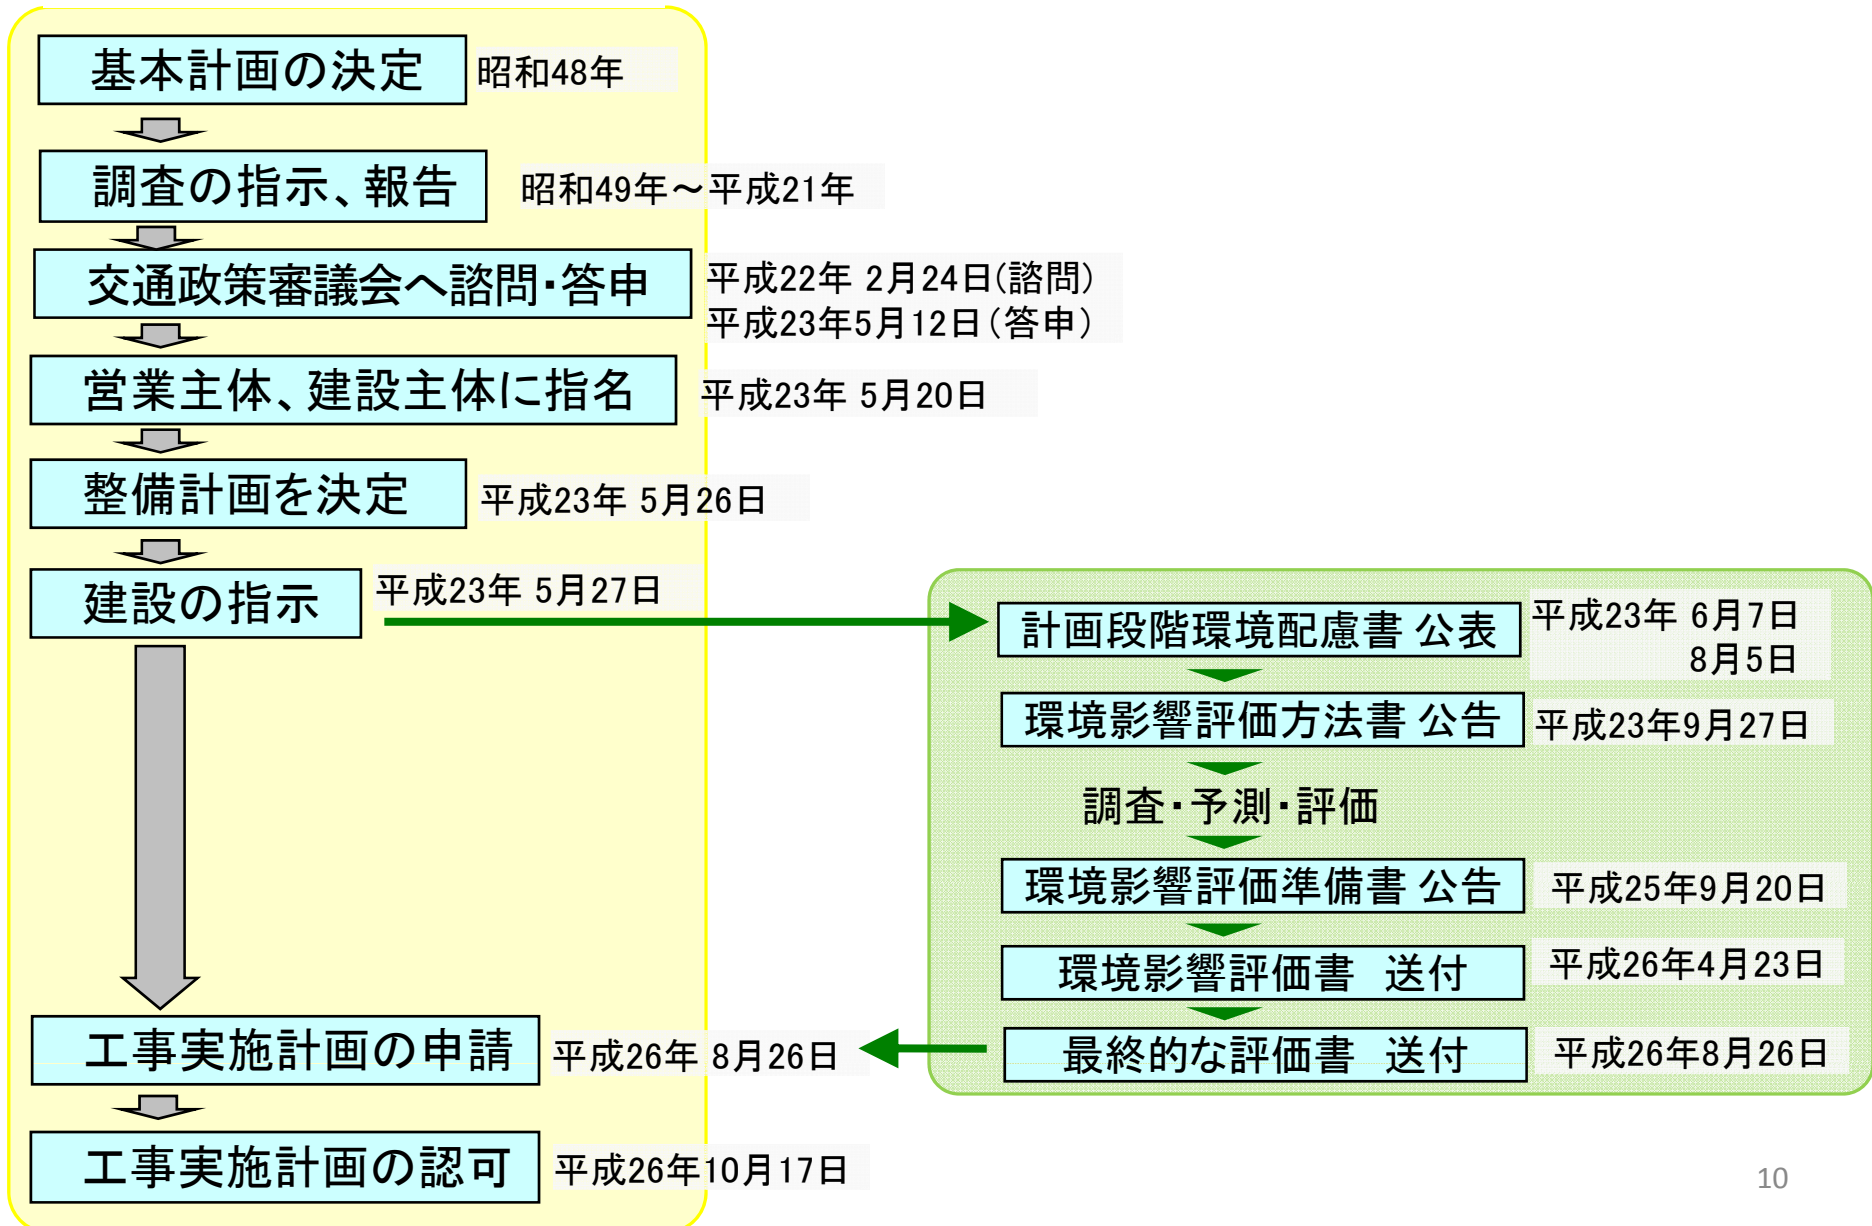 基本計画の決定
昭和48年
調査の指示、報告
昭和49年～平成21年
交通政策審議会へ諮問・答申
平成22年 2月24日(諮問)
平成23年5月12日(答申)
営業主体、建設主体に指名
平成23年 5月20日
整備計画を決定
平成23年 5月26日
建設の指示
平成23年 5月27日
計画段階環境配慮書 公表
平成23年 6月7日
8月5日
環境影響評価方法書 公告
平成23年9月27日
調査・予測・評価
環境影響評価準備書 公告
平成25年9月20日
環境影響評価書 送付
平成26年4月23日
最終的な評価書 送付
平成26年8月26日
工事実施計画の申請
平成26年 8月26日
工事実施計画の認可
平成26年10月17日
10